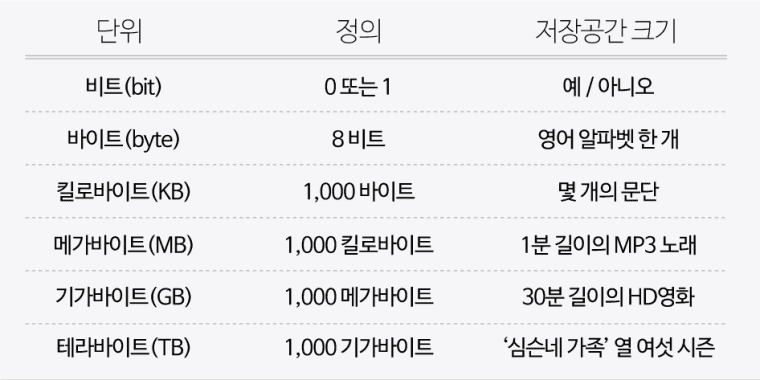 단위 정의 저장공간 크기
비트(bit) 0 또는 1 예 / 아니오
바이트(byte) 8 비트 영어 알파벳 한 개
킬로바이트(KB) 1,000 바이트 몇 개의 문단
메가바이트(MB) 1,000 킬로바이트 1분 길이의 MP3 노래
기가바이트(GB) 1,000 메가바이트 30분 길이의 HD영화
테라바이트(TB) 1,000 기가바이트 ‘심슨네 가족’ 열 여섯 시즌